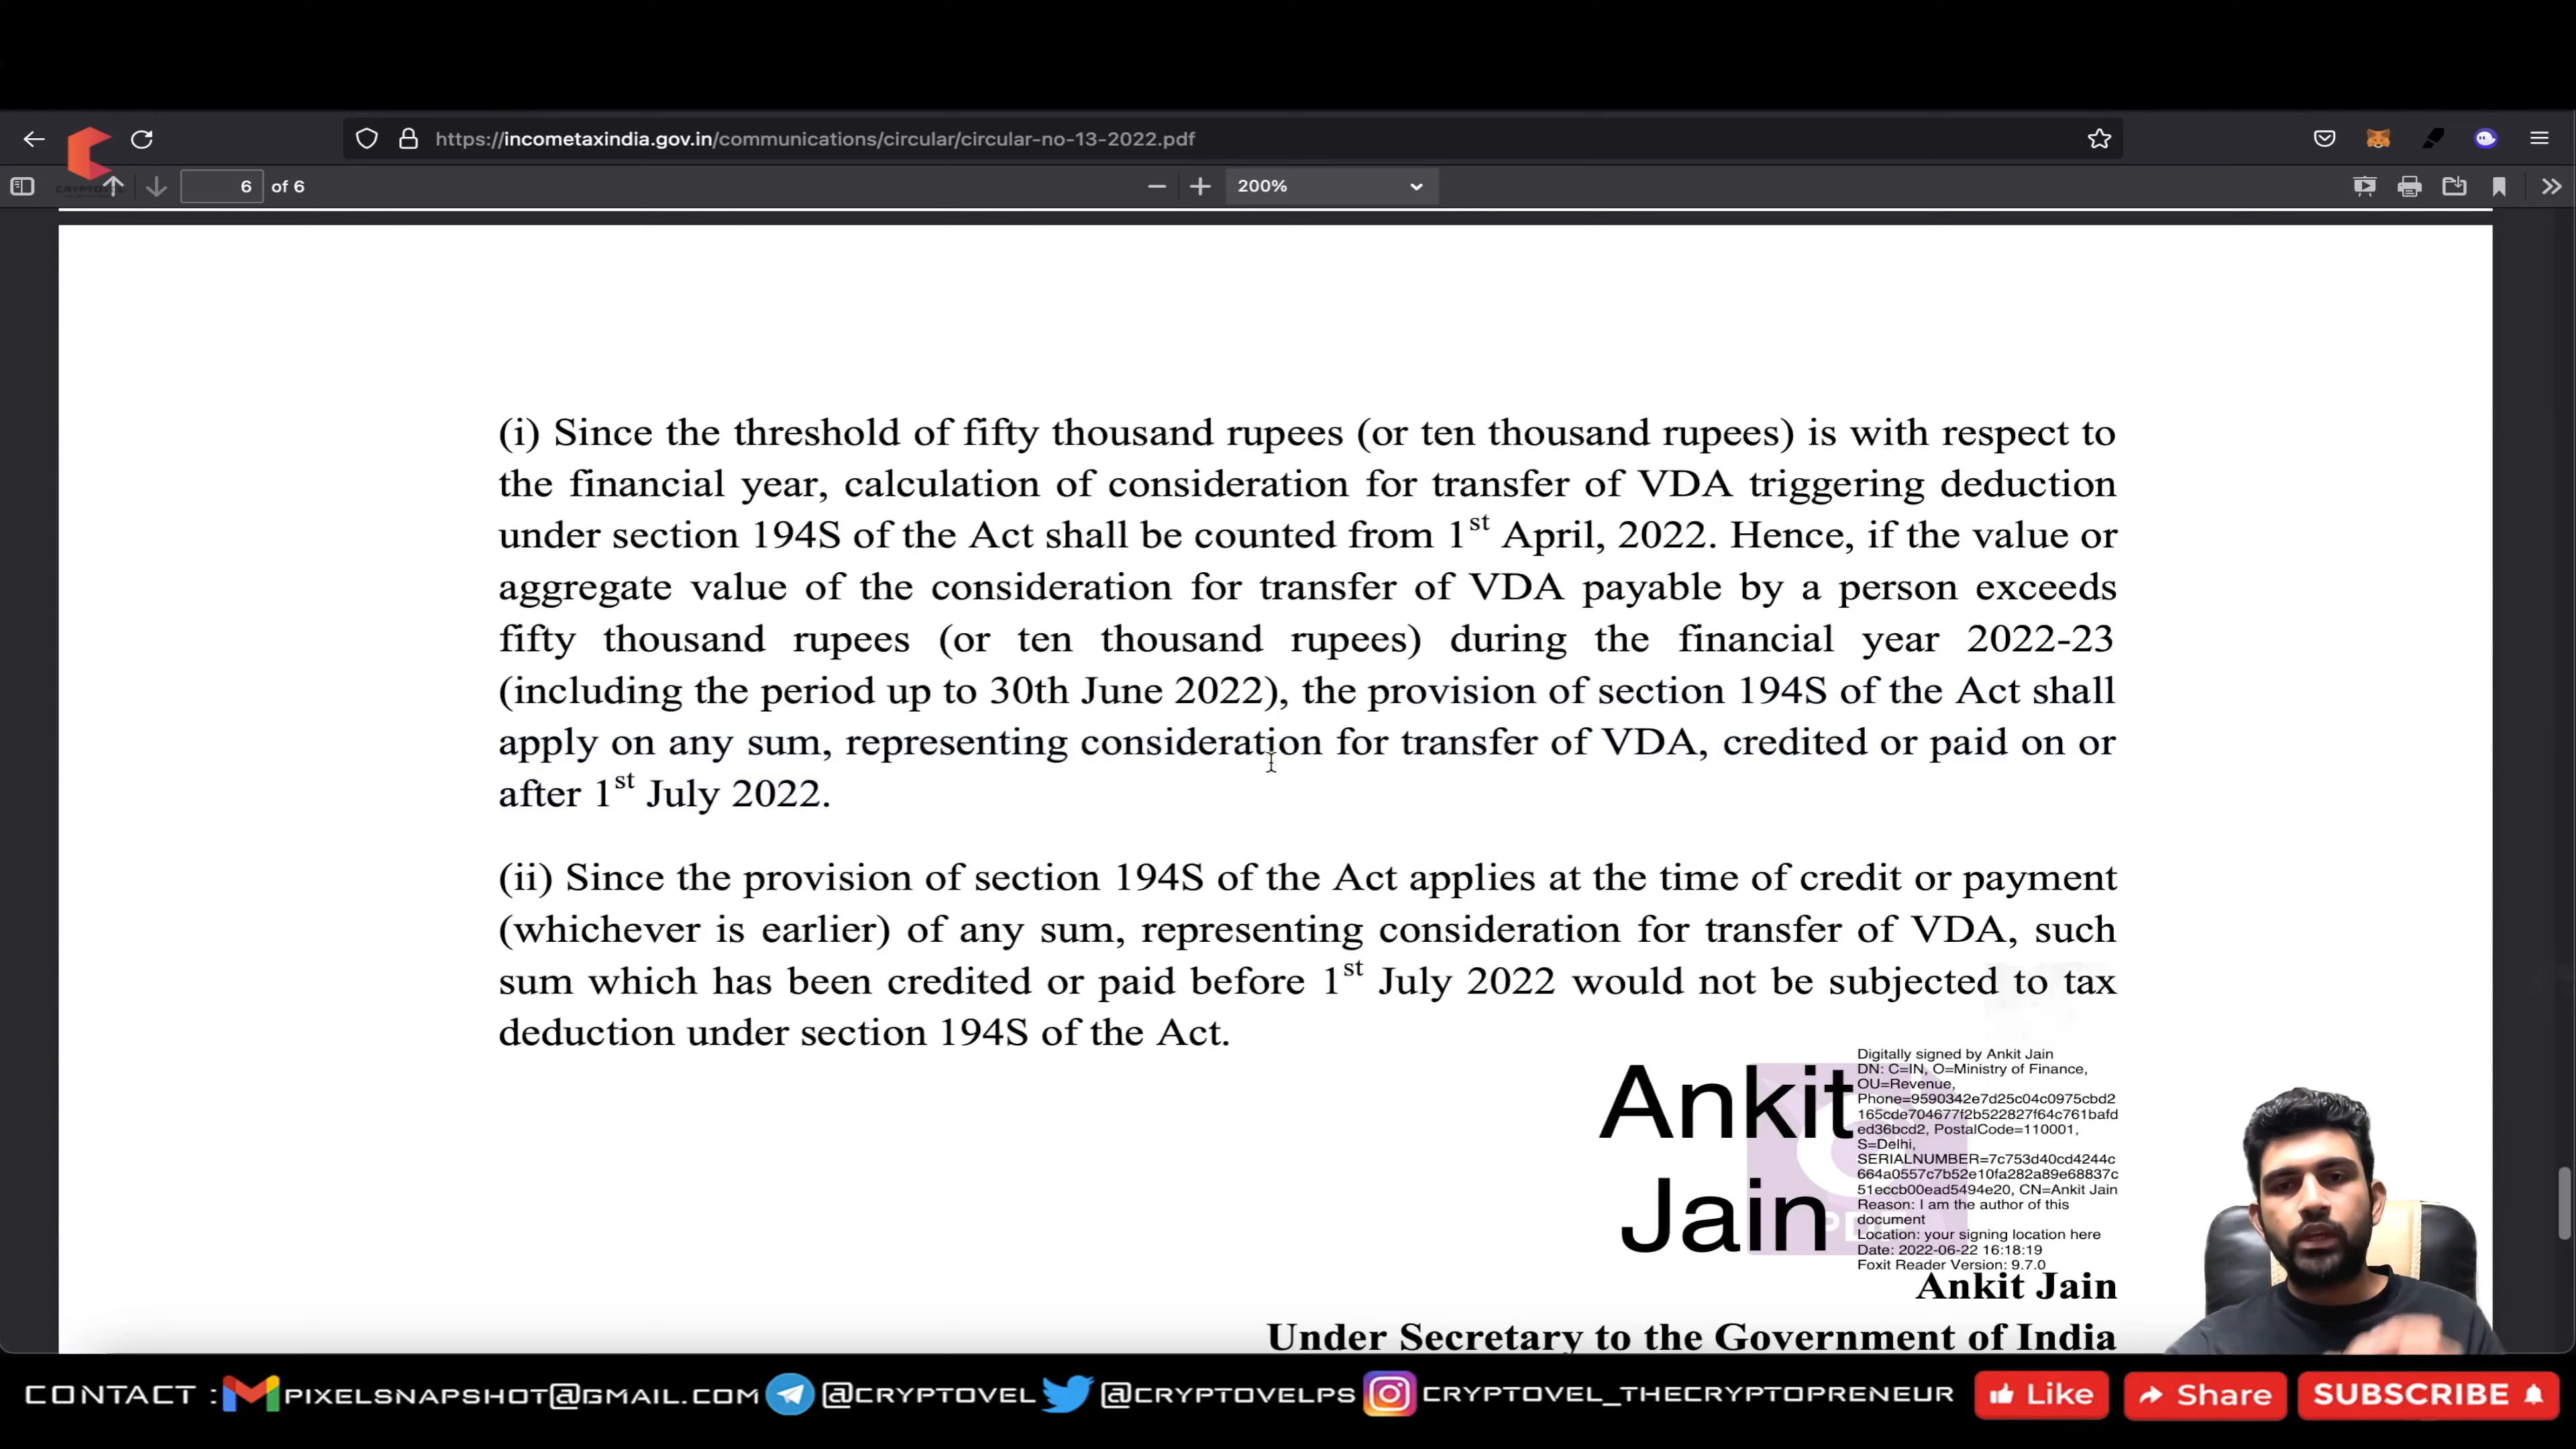 https://incometaxindia.gov.in/communications/circular/circular-no-13-2022.pdf
6 of 6
200%
(i) Since the threshold of fifty thousand rupees (or ten thousand rupees) is with respect to
the financial year, calculation of consideration for transfer of VDA triggering deduction
under section 194S of the Act shall be counted from 1st April, 2022. Hence, if the value or
aggregate value of the consideration for transfer of VDA payable by a person exceeds
fifty thousand rupees (or ten thousand rupees) during the financial year 2022-23
(including the period up to 30th June 2022), the provision of section 194S of the Act shall
apply on any sum, representing consideration for transfer of VDA, credited or paid on or
after 1st July 2022.
(ii) Since the provision of section 194S of the Act applies at the time of credit or payment
(whichever is earlier) of any sum, representing consideration for transfer of VDA, such
sum which has been credited or paid before 1st July 2022 would not be subjected to tax
deduction under section 194S of the Act.
Ankit
Jain
Digitally signed by Ankit Jain
DN: C=IN, O=Ministry of Finance,
OU=Revenue,
Phone=9590342e7d25c04c0975cbd2
165cde704677f2b522827f64c761bafd
ed36bcd2, PostalCode=110001,
S=Delhi,
SERIALNUMBER=7c753d40cd4244c
664a0557c7b52e10fa282a89e68837c
51eccb00ead5494e20, CN=Ankit Jain
Reason: I am the author of this
document
Location: your signing location here
Date: 2022-06-22 16:18:19
Foxit Reader Version: 9.7.0
Ankit Jain
Under Secretary to the Government of India
CONTACT : PIXELSNAPSHOT@GMAIL.COM @CRYPTOVEL @CRYPTOVELPS CRYPTOVEL_THECRYPTOPRENEUR Like Share SUBSCRIBE